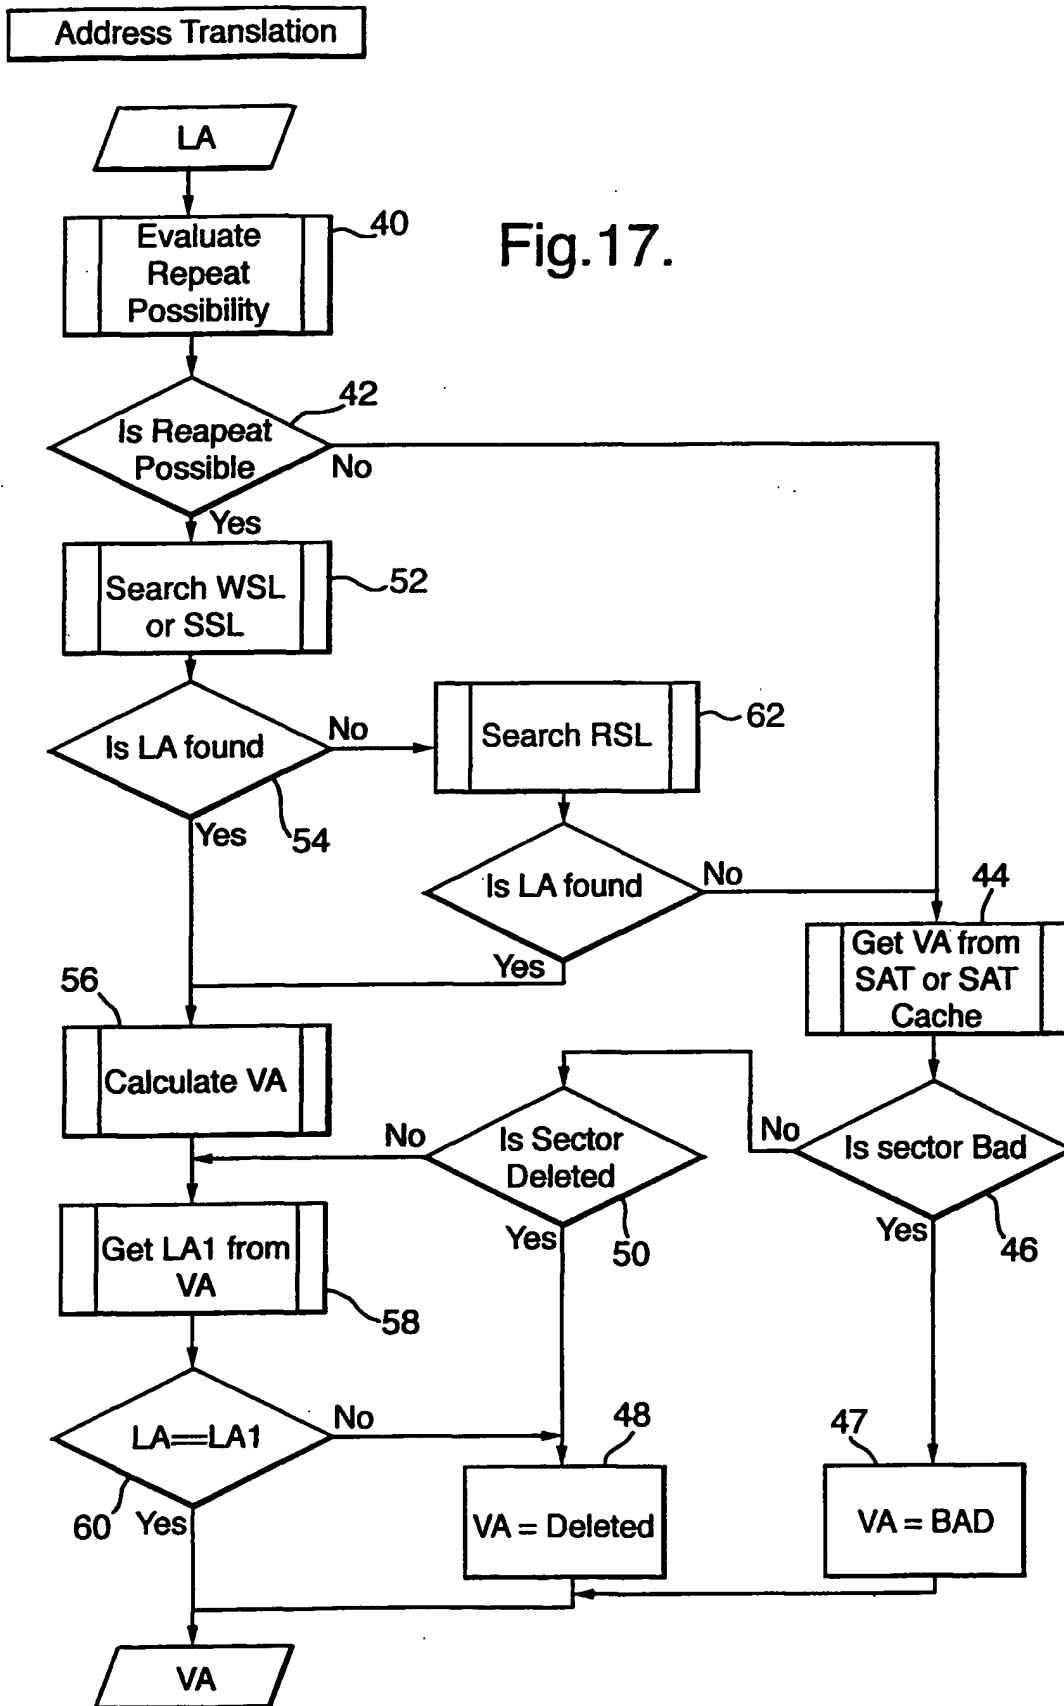 Address Translation
LA
Fig.17.
Evaluate
Repeat
Possibility
40
Is Reapeat
Possible
42
No
Yes
Search WSL
or SSL
52
Is LA found
No
54
Yes
Search RSL
62
Is LA found
No
Yes
44
Get VA from
SAT or SAT
Cache
56
Calculate VA
Is Sector
Deleted
No
50
Yes
Is sector Bad
No
46
Yes
Get LA1 from
VA
58
LA==LA1
No
60
Yes
48
VA = Deleted
47
VA = BAD
VA